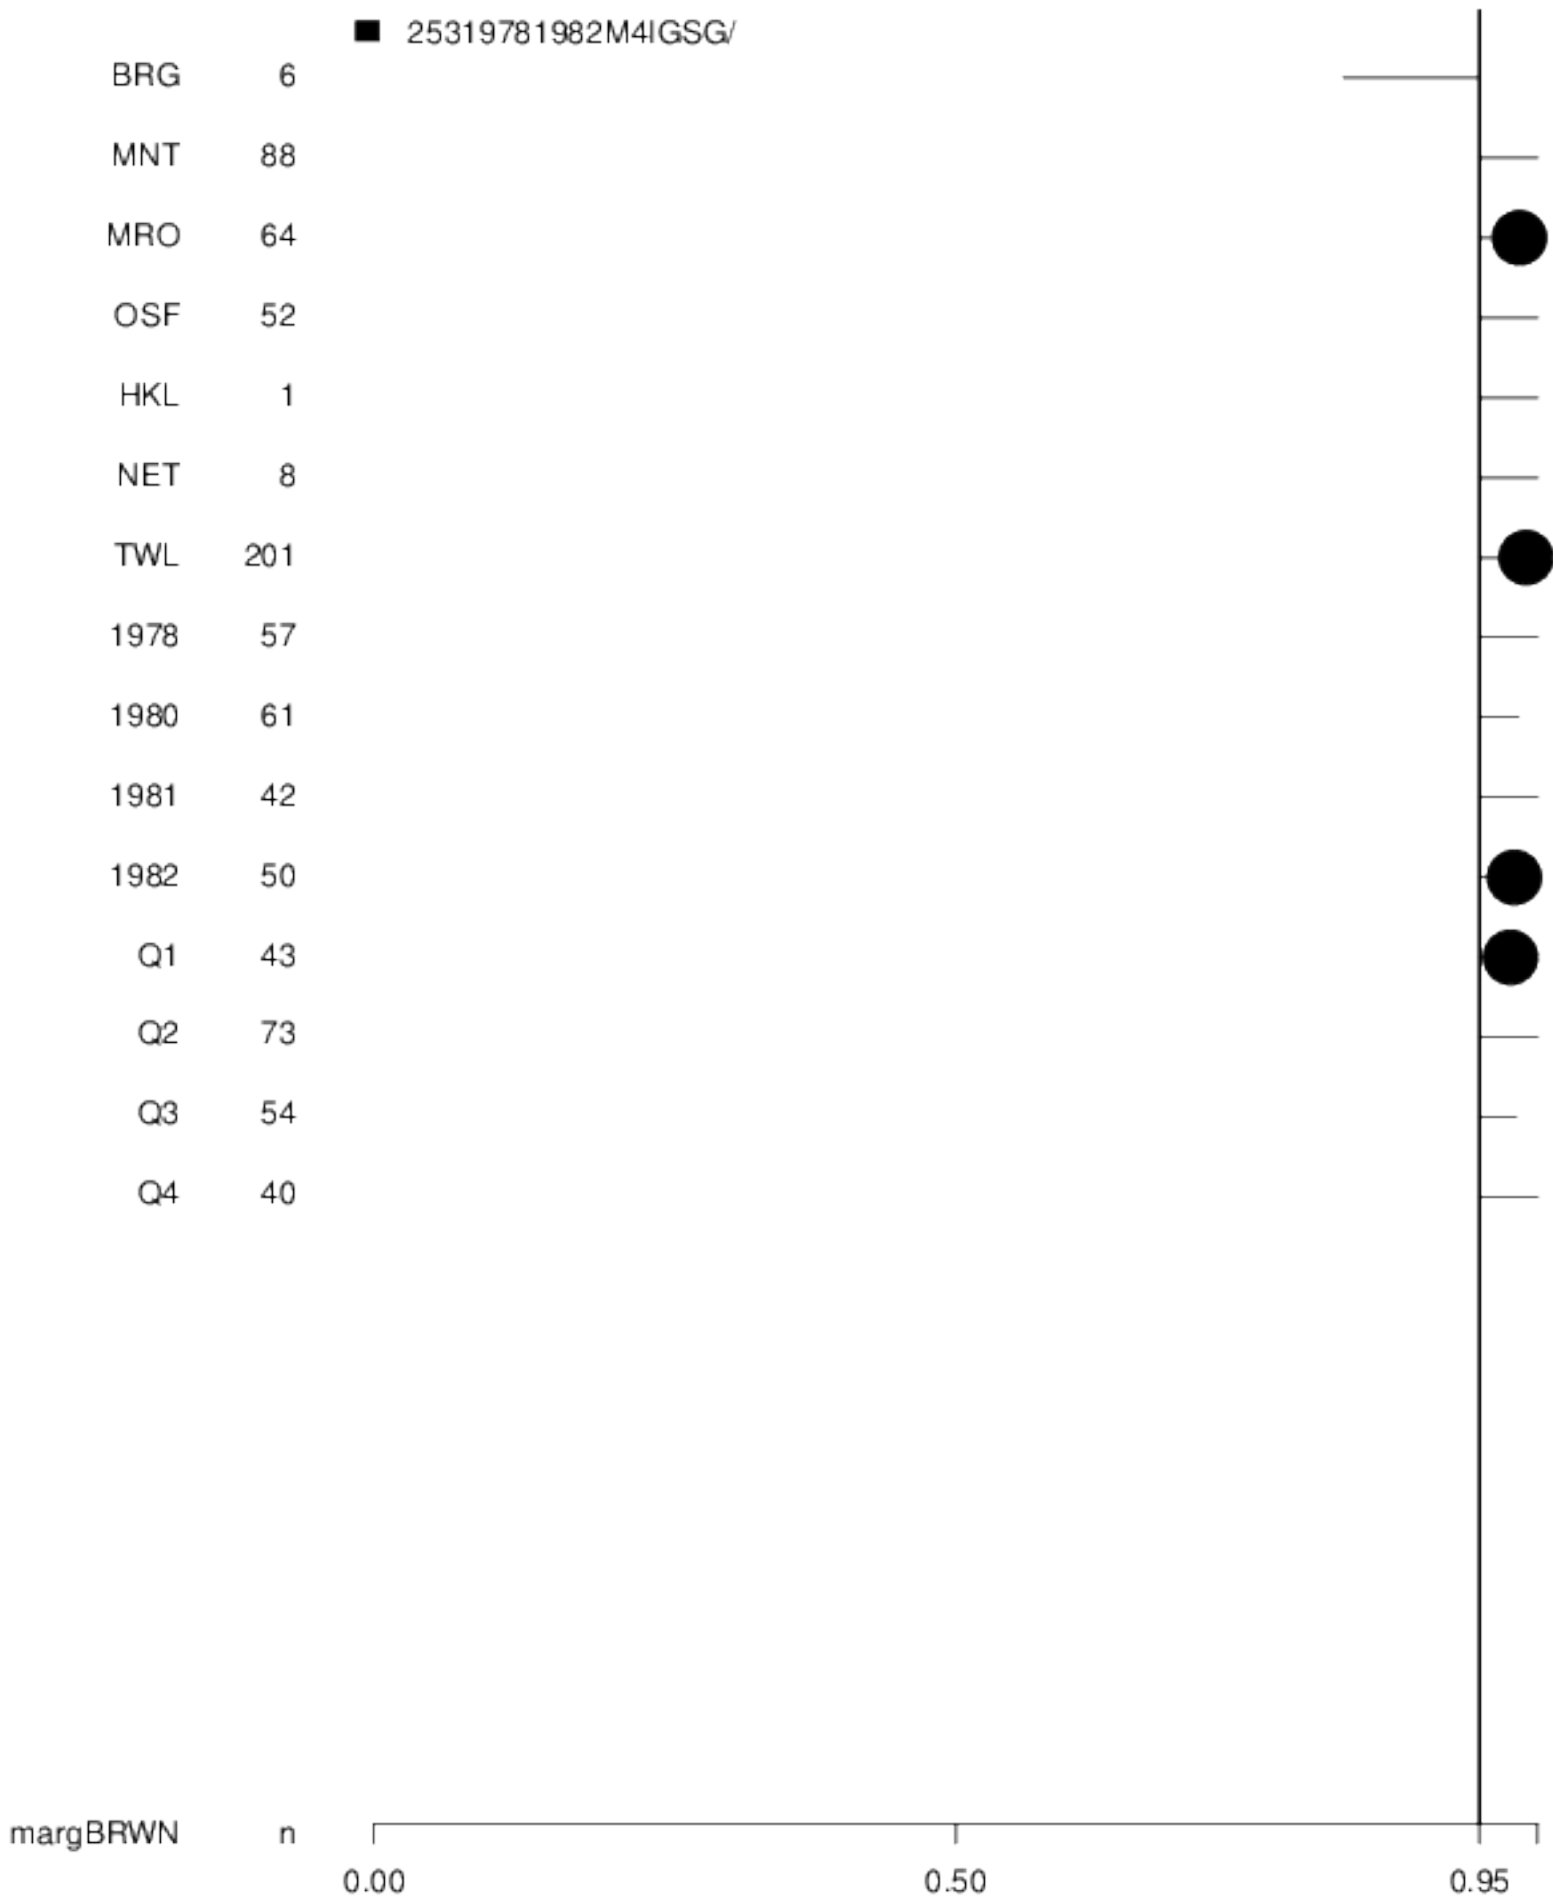 25319781982M4IGSG/
BRG 6
MNT 88
MRO 64
OSF 52
HKL 1
NET 8
TWL 201
1978 57
1980 61
1981 42
1982 50
Q1 43
Q2 73
Q3 54
Q4 40
margBRWN n
0.00 0.50 0.95